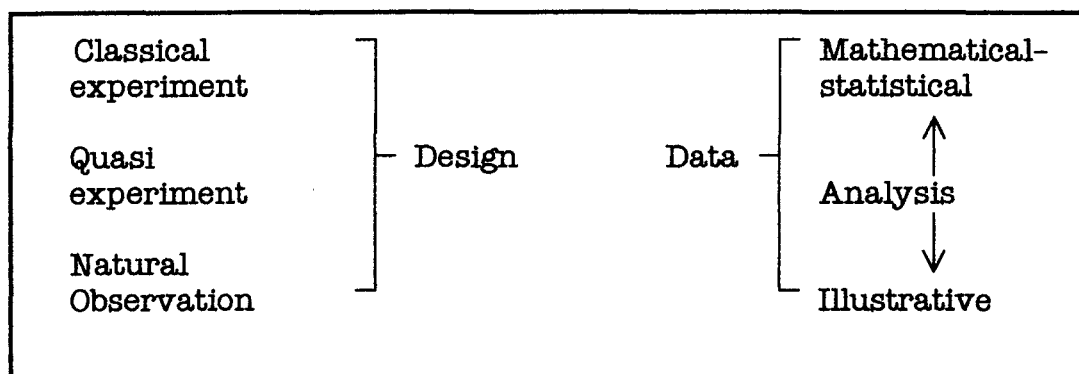 Classical
experiment
Quasi
experiment
Natural
Observation
Design
Data
Mathematical-
statistical
Analysis
Illustrative